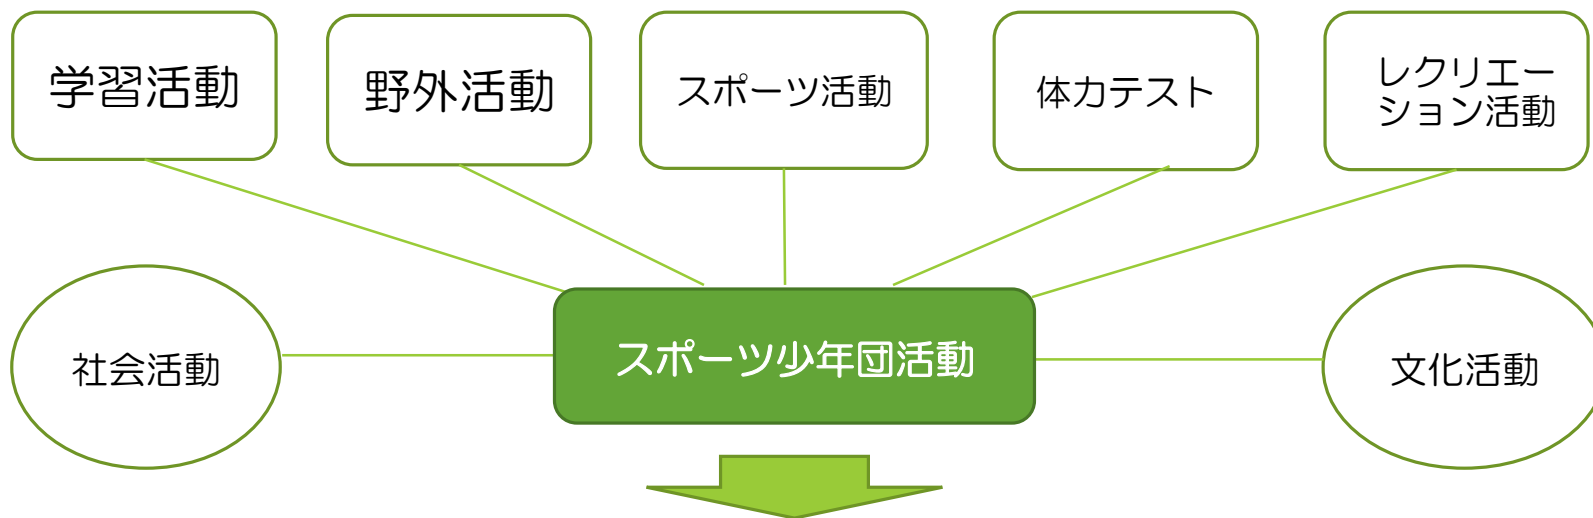 学習活動
野外活動
スポーツ活動
体力テスト
レクリエー
ション活動
社会活動
スポーツ少年団活動
文化活動